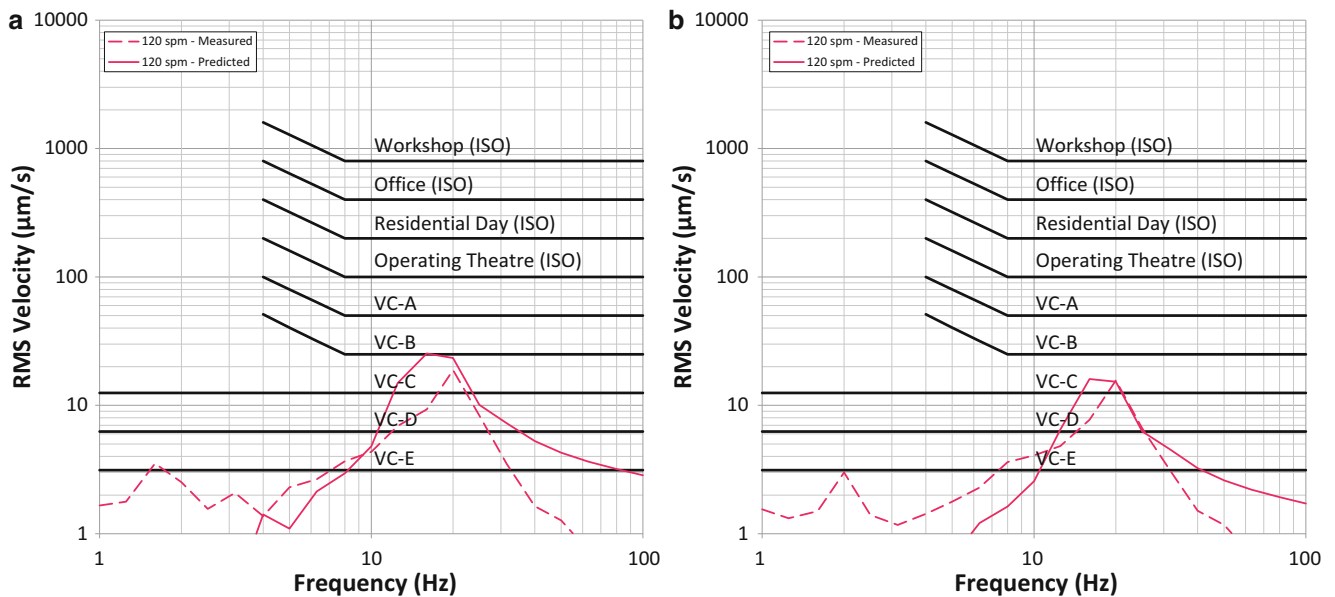 a
10000
1000
100
10
1
RMS Velocity (µm/s)
120 spm - Measured
120 spm - Predicted
Workshop (ISO)
Office (ISO)
Residential Day (ISO)
Operating Theatre (ISO)
VC-A
VC-B
VC-C
VC-D
VC-E
1
10
100
Frequency (Hz)
b
10000
1000
100
10
1
RMS Velocity (µm/s)
120 spm - Measured
120 spm - Predicted
Workshop (ISO)
Office (ISO)
Residential Day (ISO)
Operating Theatre (ISO)
VC-A
VC-B
VC-C
VC-D
VC-E
1
10
100
Frequency (Hz)